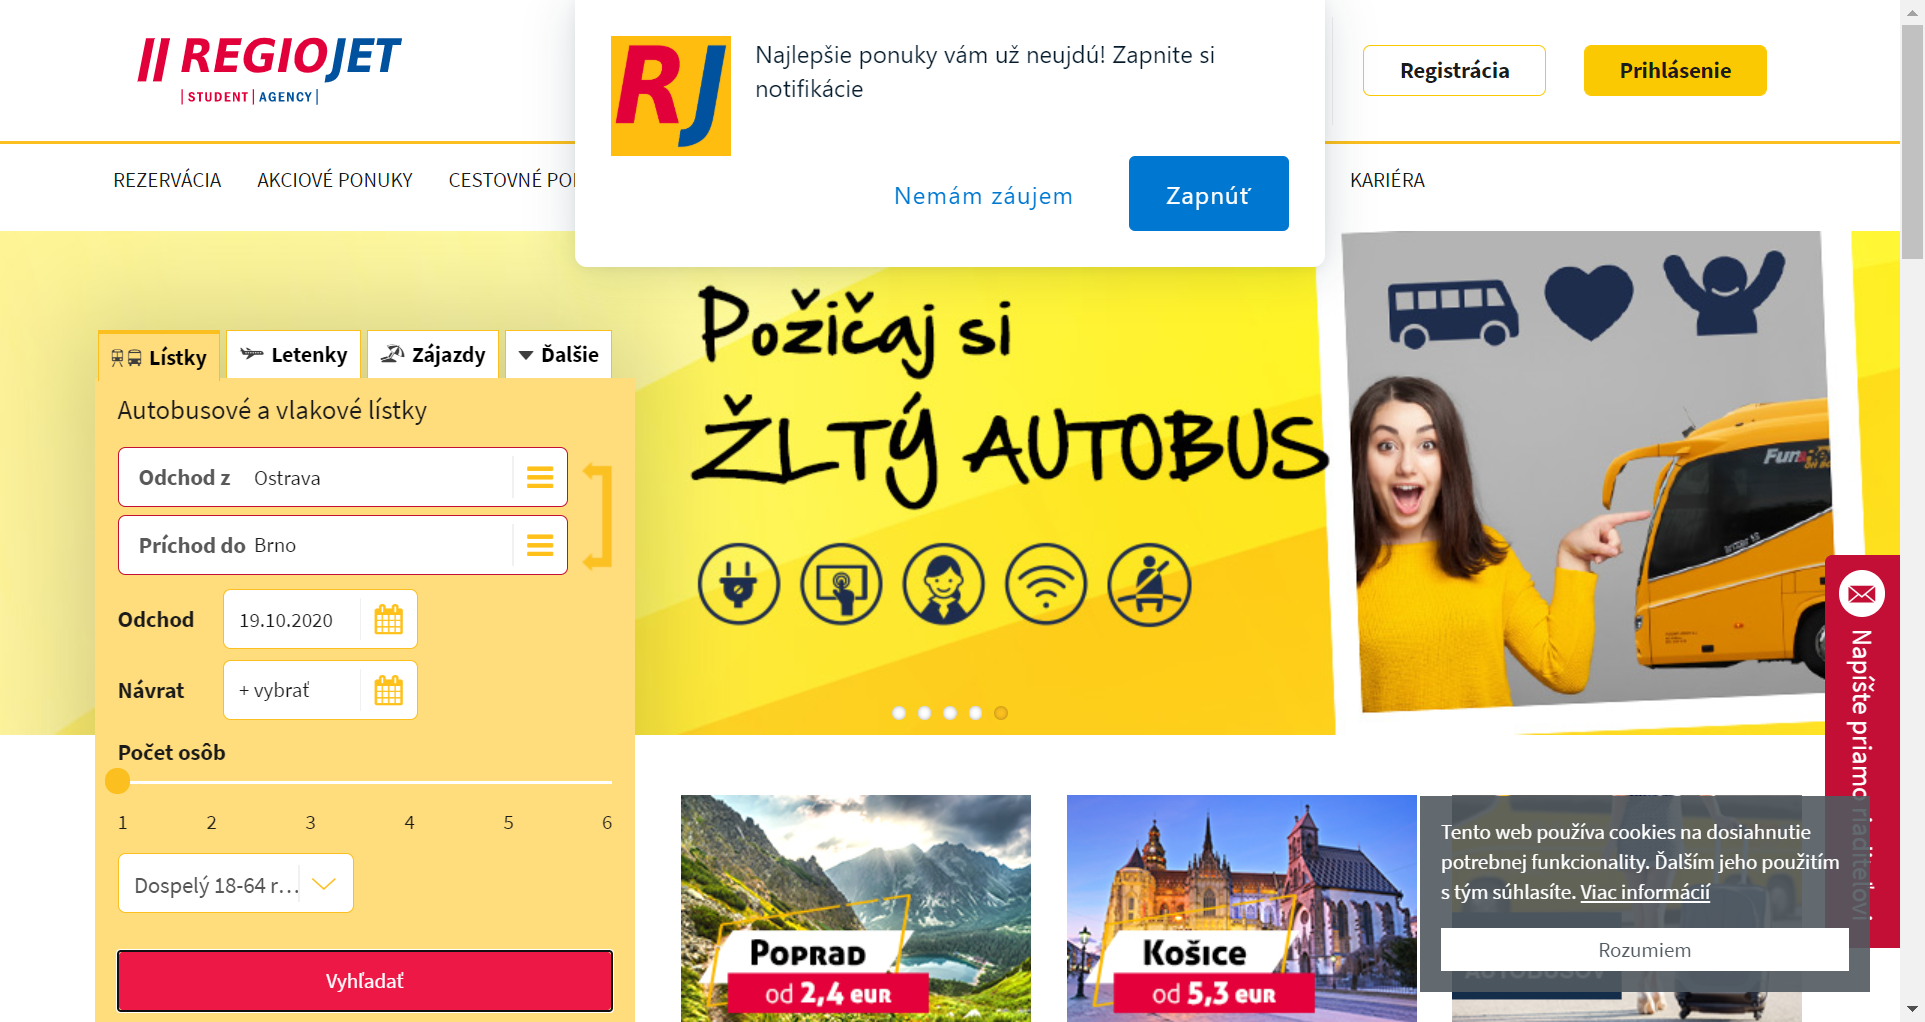 REGIOJET
STUDENT AGENCY
RJ
Najlepšie ponuky vám už neujdú! Zapnite si
notifikácie
Nemám záujem
Zapnúť
Registrácia
Prihlásenie
REZERVÁCIA
AKCIOVÉ PONUKY
CESTOVNÉ
KARIÉRA
Lístky
Letenky
Zájazdy
Ďalšie
Autobusové a vlakové lístky
Odchod z Ostrava
Príchod do Brno
Odchod 19.10.2020
Návrat + vybrať
Počet osôb
1 2 3 4 5 6
Dospelý 18-64 r...
Vyhľadať
Požičaj si
ŽLTÝ AUTOBUS
Napíšte priamo riaditeľovi
POPRAD
od 2,4 EUR
KOŠICE
od 5,3 EUR
AUTOBUSOV
Tento web používa cookies na dosiahnutie
potrebnej funkcionality. Ďalším jeho použitím
s tým súhlasíte. Viac informácií
Rozumiem